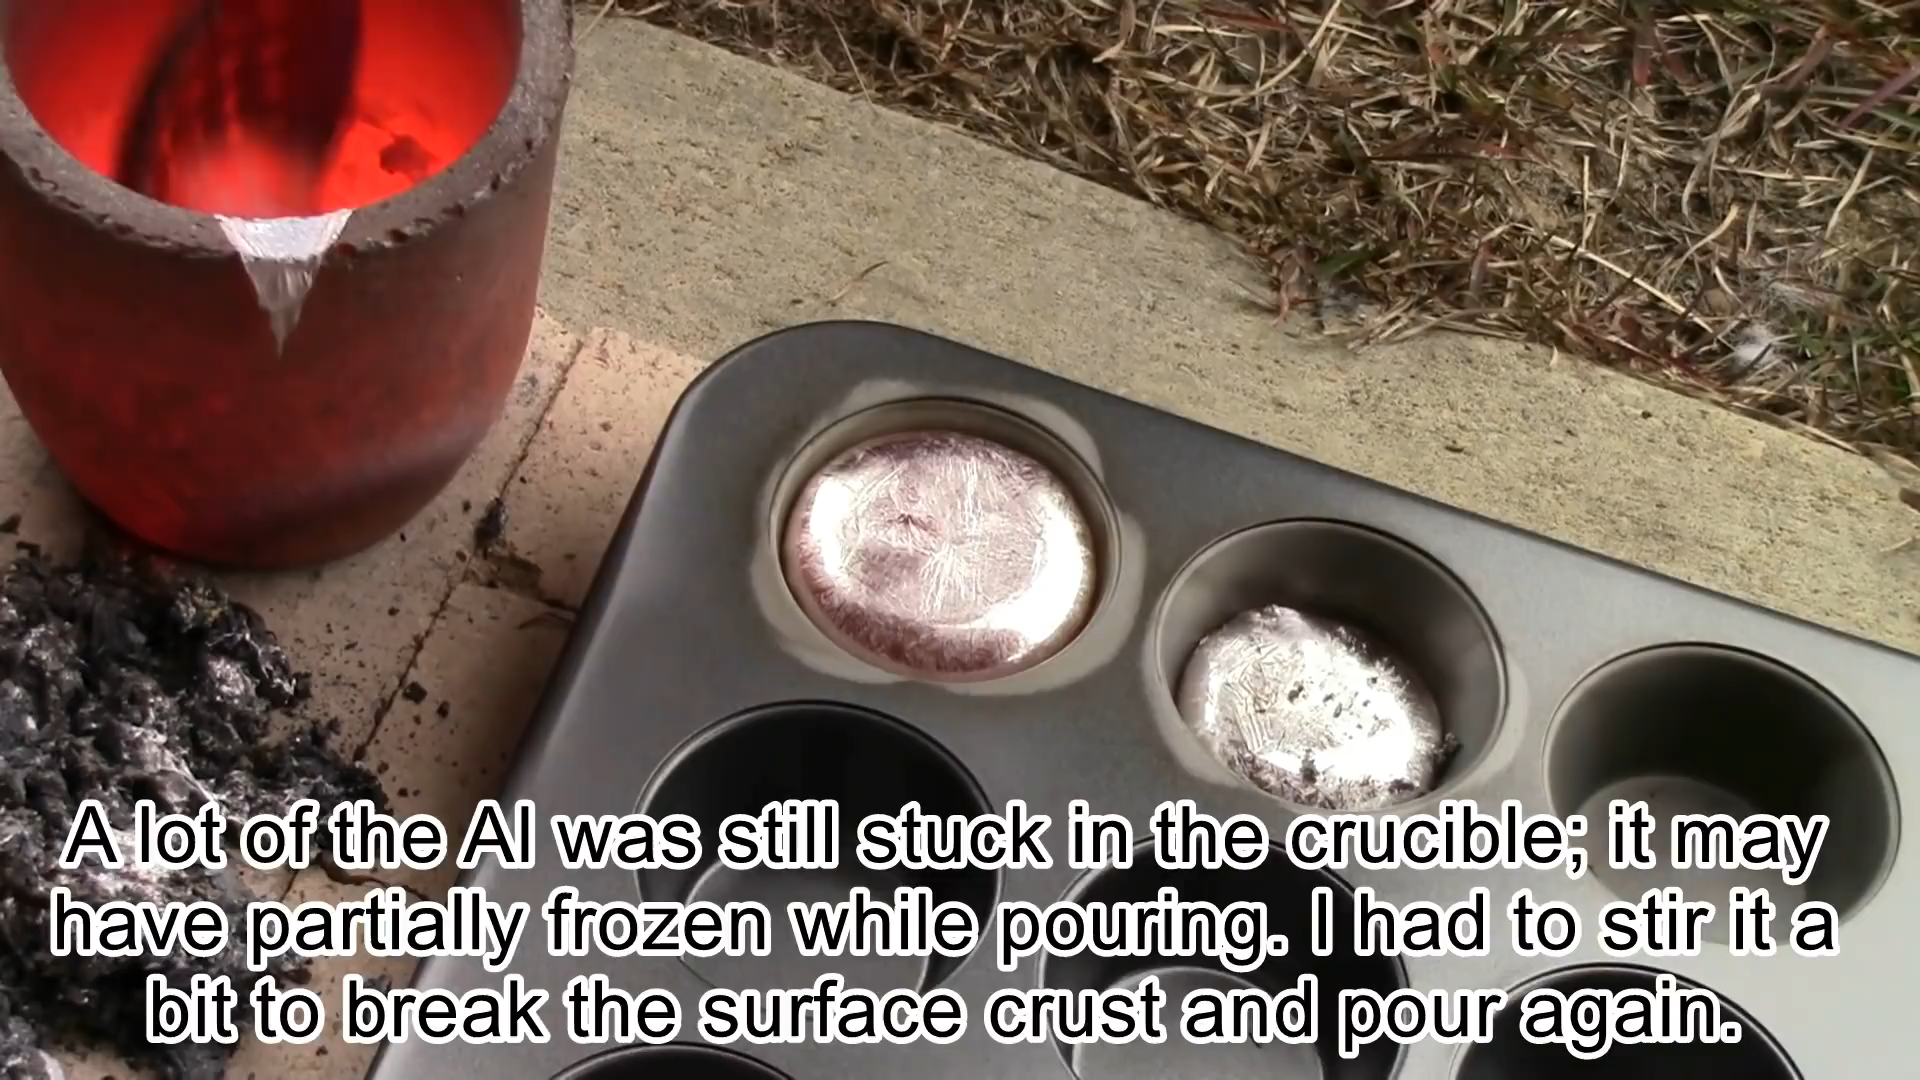 A lot of the Al was still stuck in the crucible; it may
have partially frozen while pouring. I had to stir it a
bit to break the surface crust and pour again.